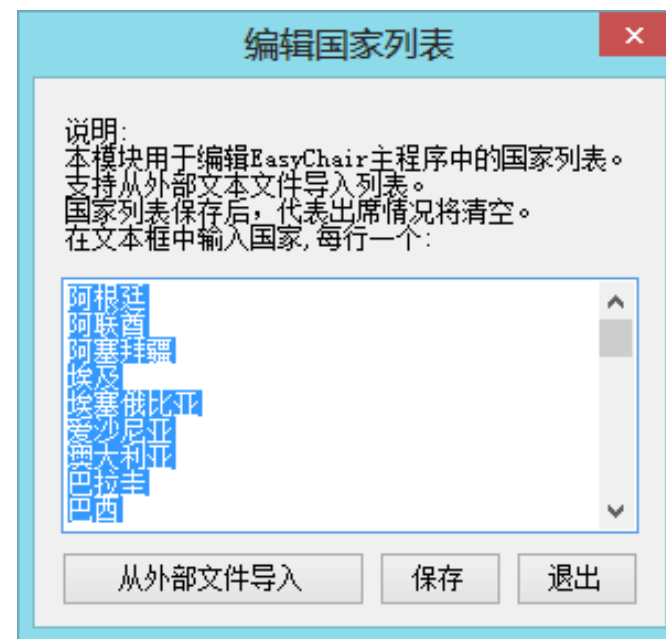 编辑国家列表
说明:
本模块用于编辑EasyChair主程序中的国家列表。
支持从外部文本文件导入列表。
国家列表保存后，代表出席情况将清空。
在文本框中输入国家,每行一个:
阿根廷
阿联酋
阿塞拜疆
埃及
埃塞俄比亚
爱沙尼亚
澳大利亚
巴拉圭
巴西
从外部文件导入 保存 退出